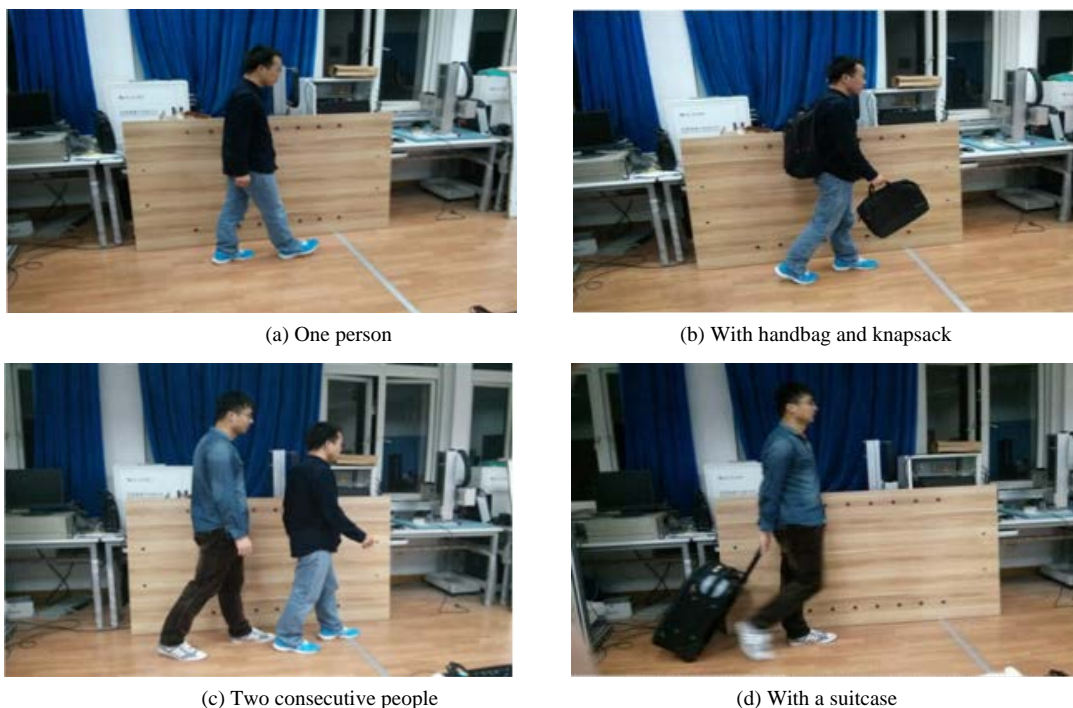 (a) One person
(b) With handbag and knapsack
(c) Two consecutive people
(d) With a suitcase